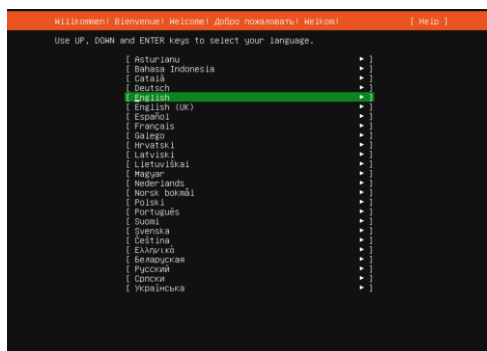 Willkommen! Bienvenue! Welcome! Добро пожаловать! Welkom! [ Help ]
Use UP, DOWN and ENTER keys to select your language.
[ Asturianu ► ]
[ Bahasa Indonesia ► ]
[ Català ► ]
[ Deutsch ► ]
[ English ► ]
[ English (UK) ► ]
[ Español ► ]
[ Français ► ]
[ Galego ► ]
[ Hrvatski ► ]
[ Latviski ► ]
[ Lietuviškai ► ]
[ Magyar ► ]
[ Nederlands ► ]
[ Norsk bokmål ► ]
[ Polski ► ]
[ Português ► ]
[ Suomi ► ]
[ Svenska ► ]
[ Čeština ► ]
[ Ελληνικά ► ]
[ Беларуская ► ]
[ Русский ► ]
[ Српски ► ]
[ Українська ► ]